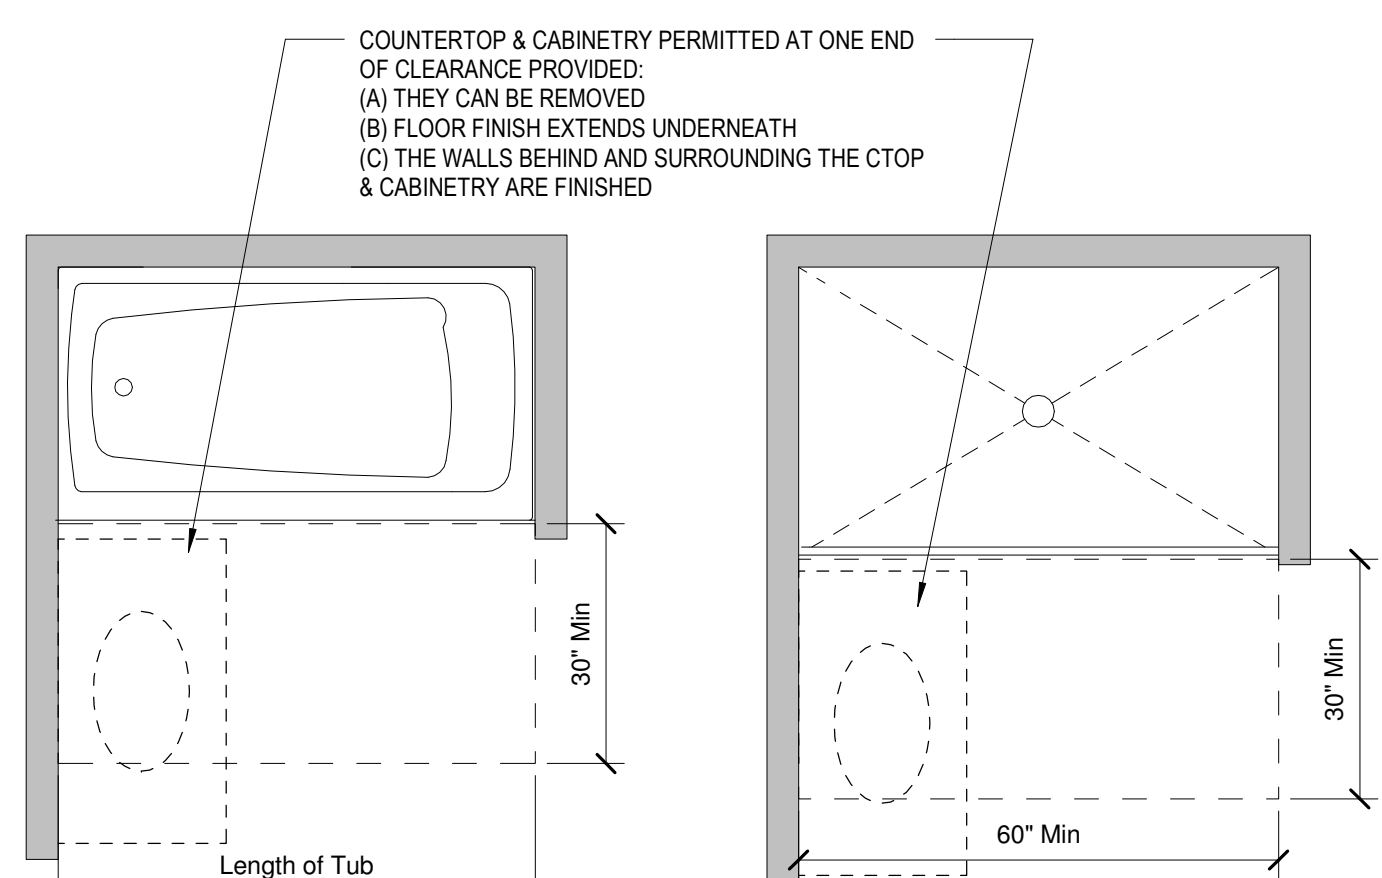 COUNTERTOP & CABINETRY PERMITTED AT ONE END
OF CLEARANCE PROVIDED:
(A) THEY CAN BE REMOVED
(B) FLOOR FINISH EXTENDS UNDERNEATH
(C) THE WALLS BEHIND AND SURROUNDING THE CTOP
& CABINETRY ARE FINISHED
30" Min
Length of Tub
30" Min
60" Min